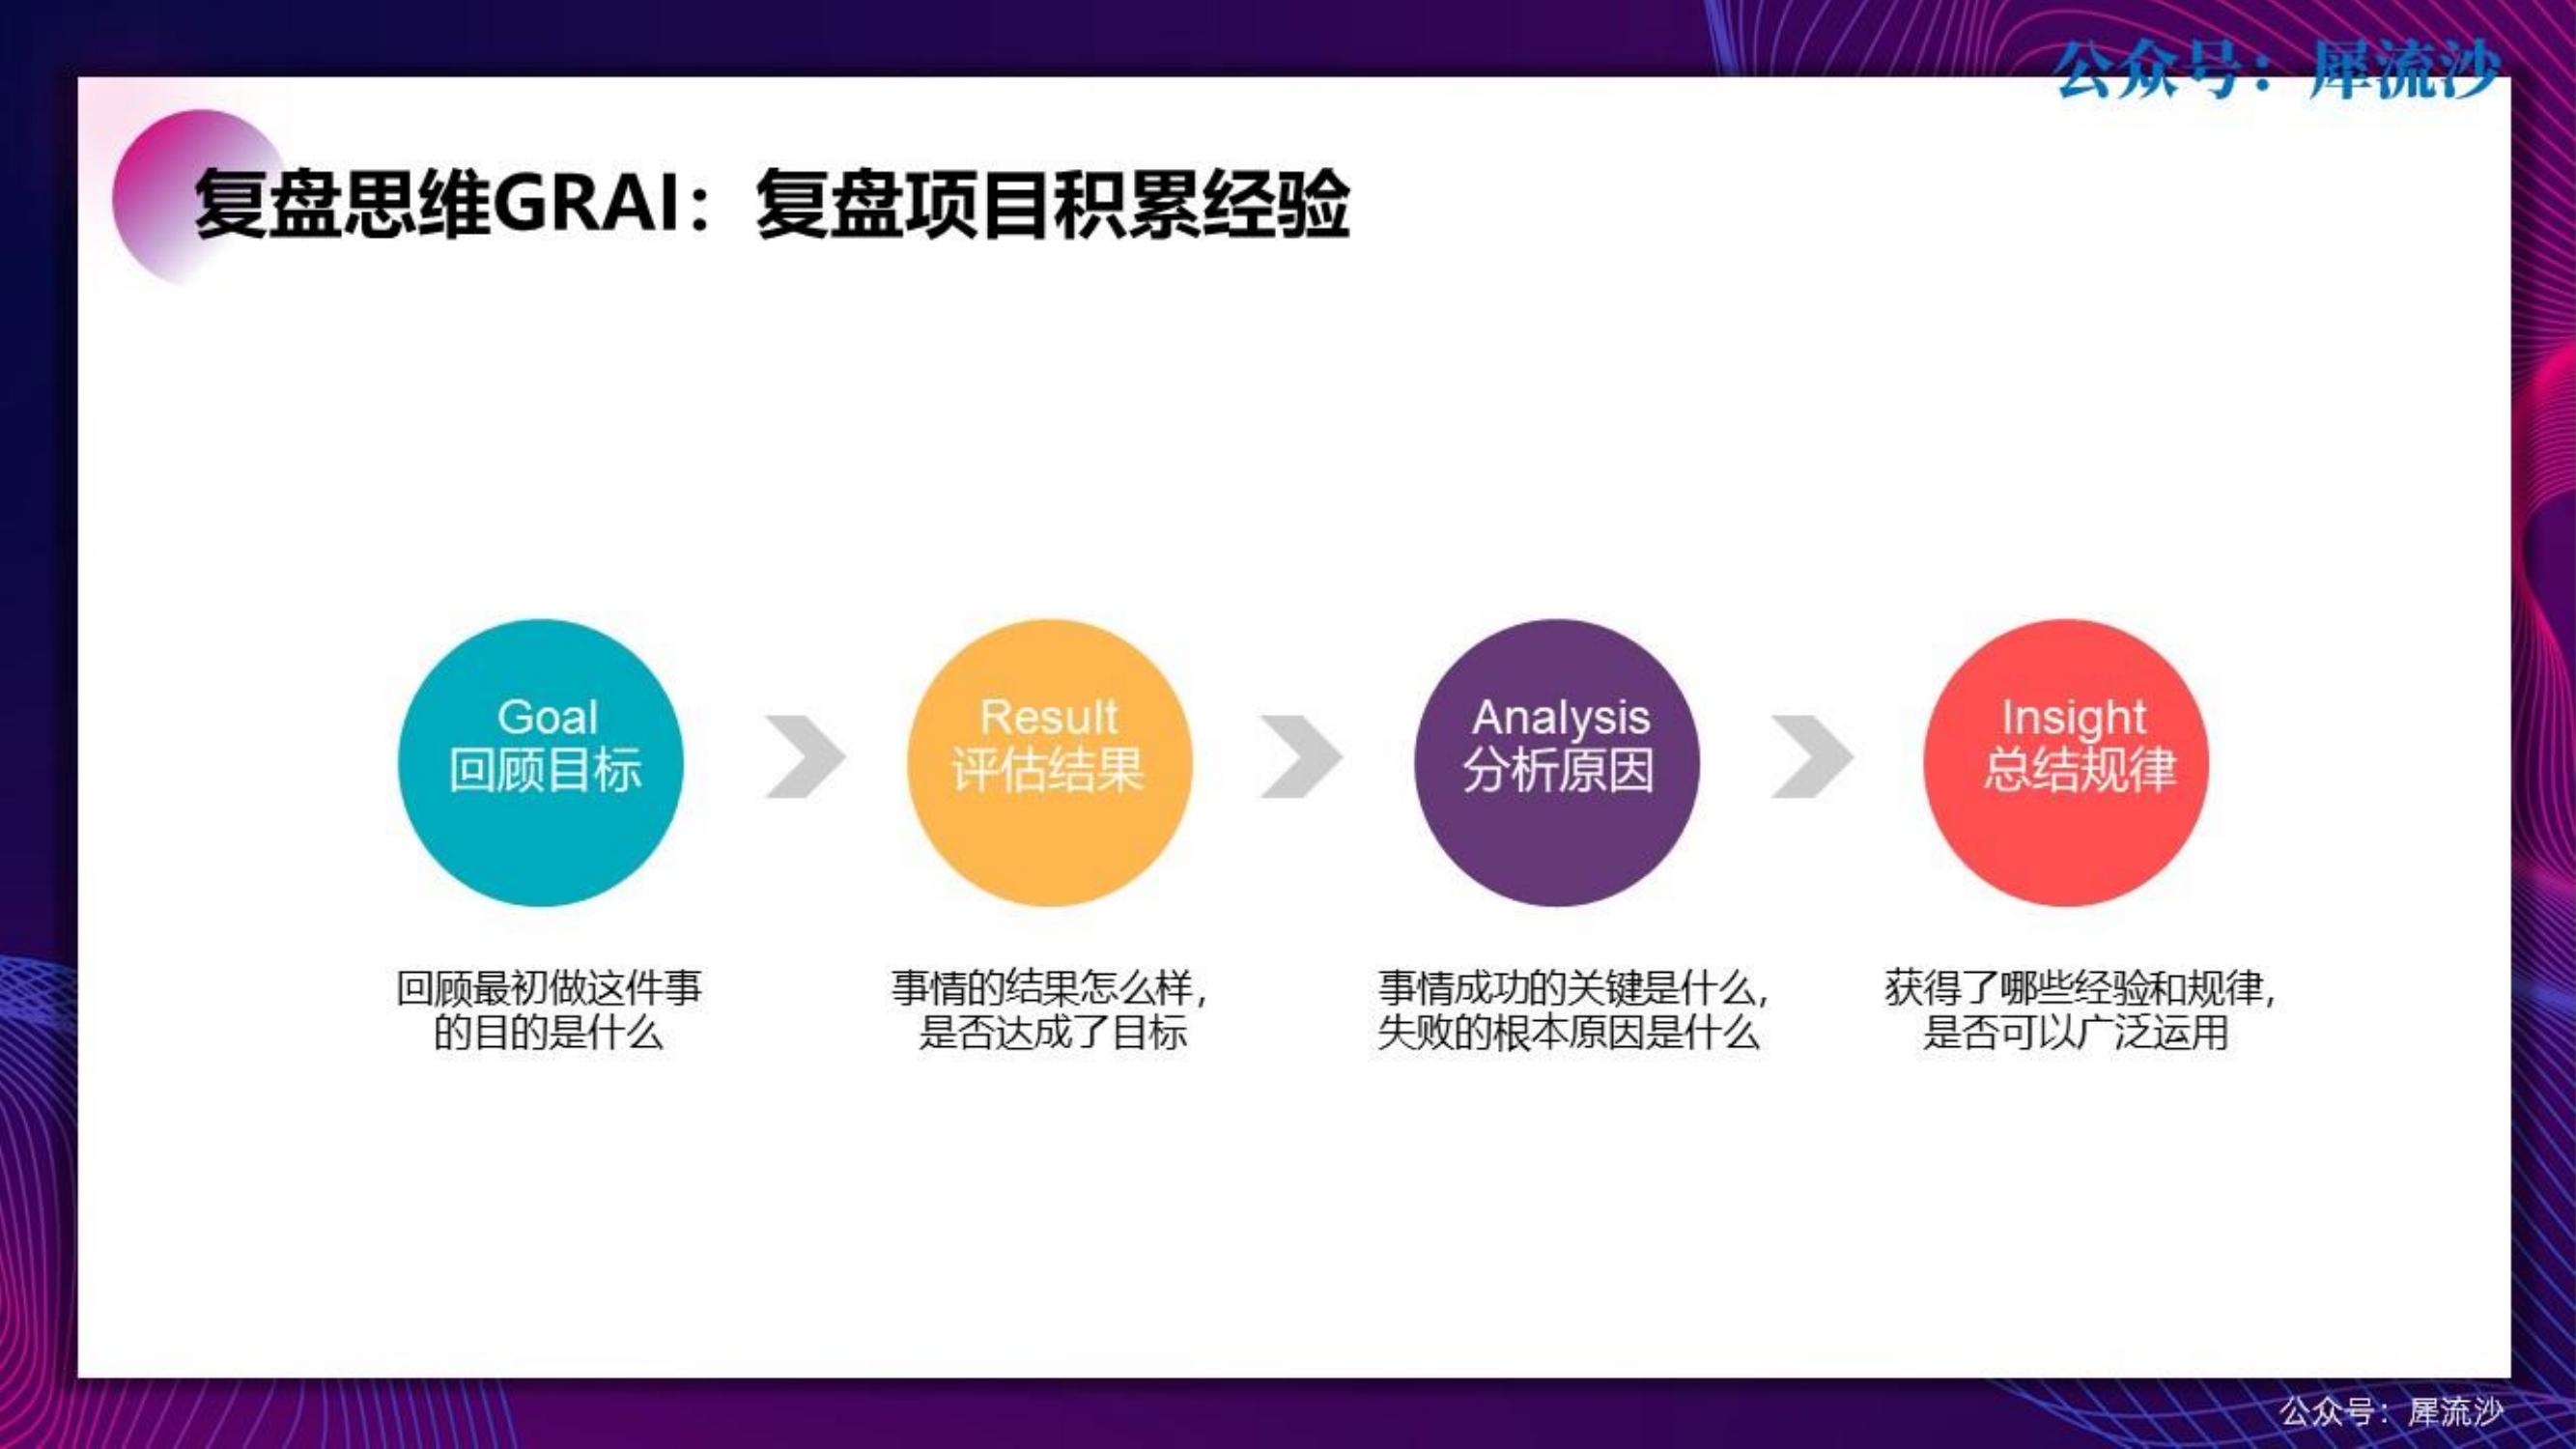 公众号：犀流沙
复盘思维GRAI：复盘项目积累经验
Goal
回顾目标
Result
评估结果
Analysis
分析原因
Insight
总结规律
回顾最初做这件事
的目的是什么
事情的结果怎么样，
是否达成了目标
事情成功的关键是什么，
失败的根本原因是什么
获得了哪些经验和规律，
是否可以广泛运用
公众号：犀流沙